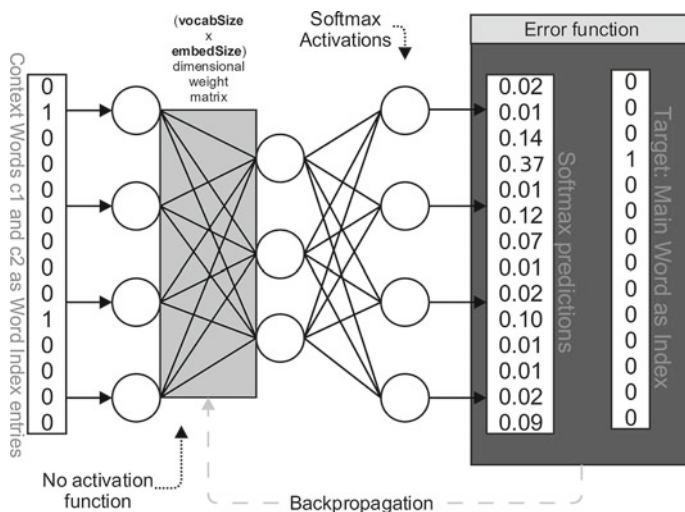 (vocabSize
x
embedSize)
dimensional
weight
matrix
Softmax
Activations
Error function
Context Words c1 and c2 as Word Index entries
0
1
0
0
0
0
0
0
0
1
0
0
0
0
0.02
0.01
0.14
0.37
0.01
0.12
0.07
0.01
0.02
0.10
0.01
0.01
0.02
0.09
Softmax predictions
0
0
0
1
0
0
0
0
0
0
0
0
0
0
Target: Main Word as Index
No activation
function
Backpropagation